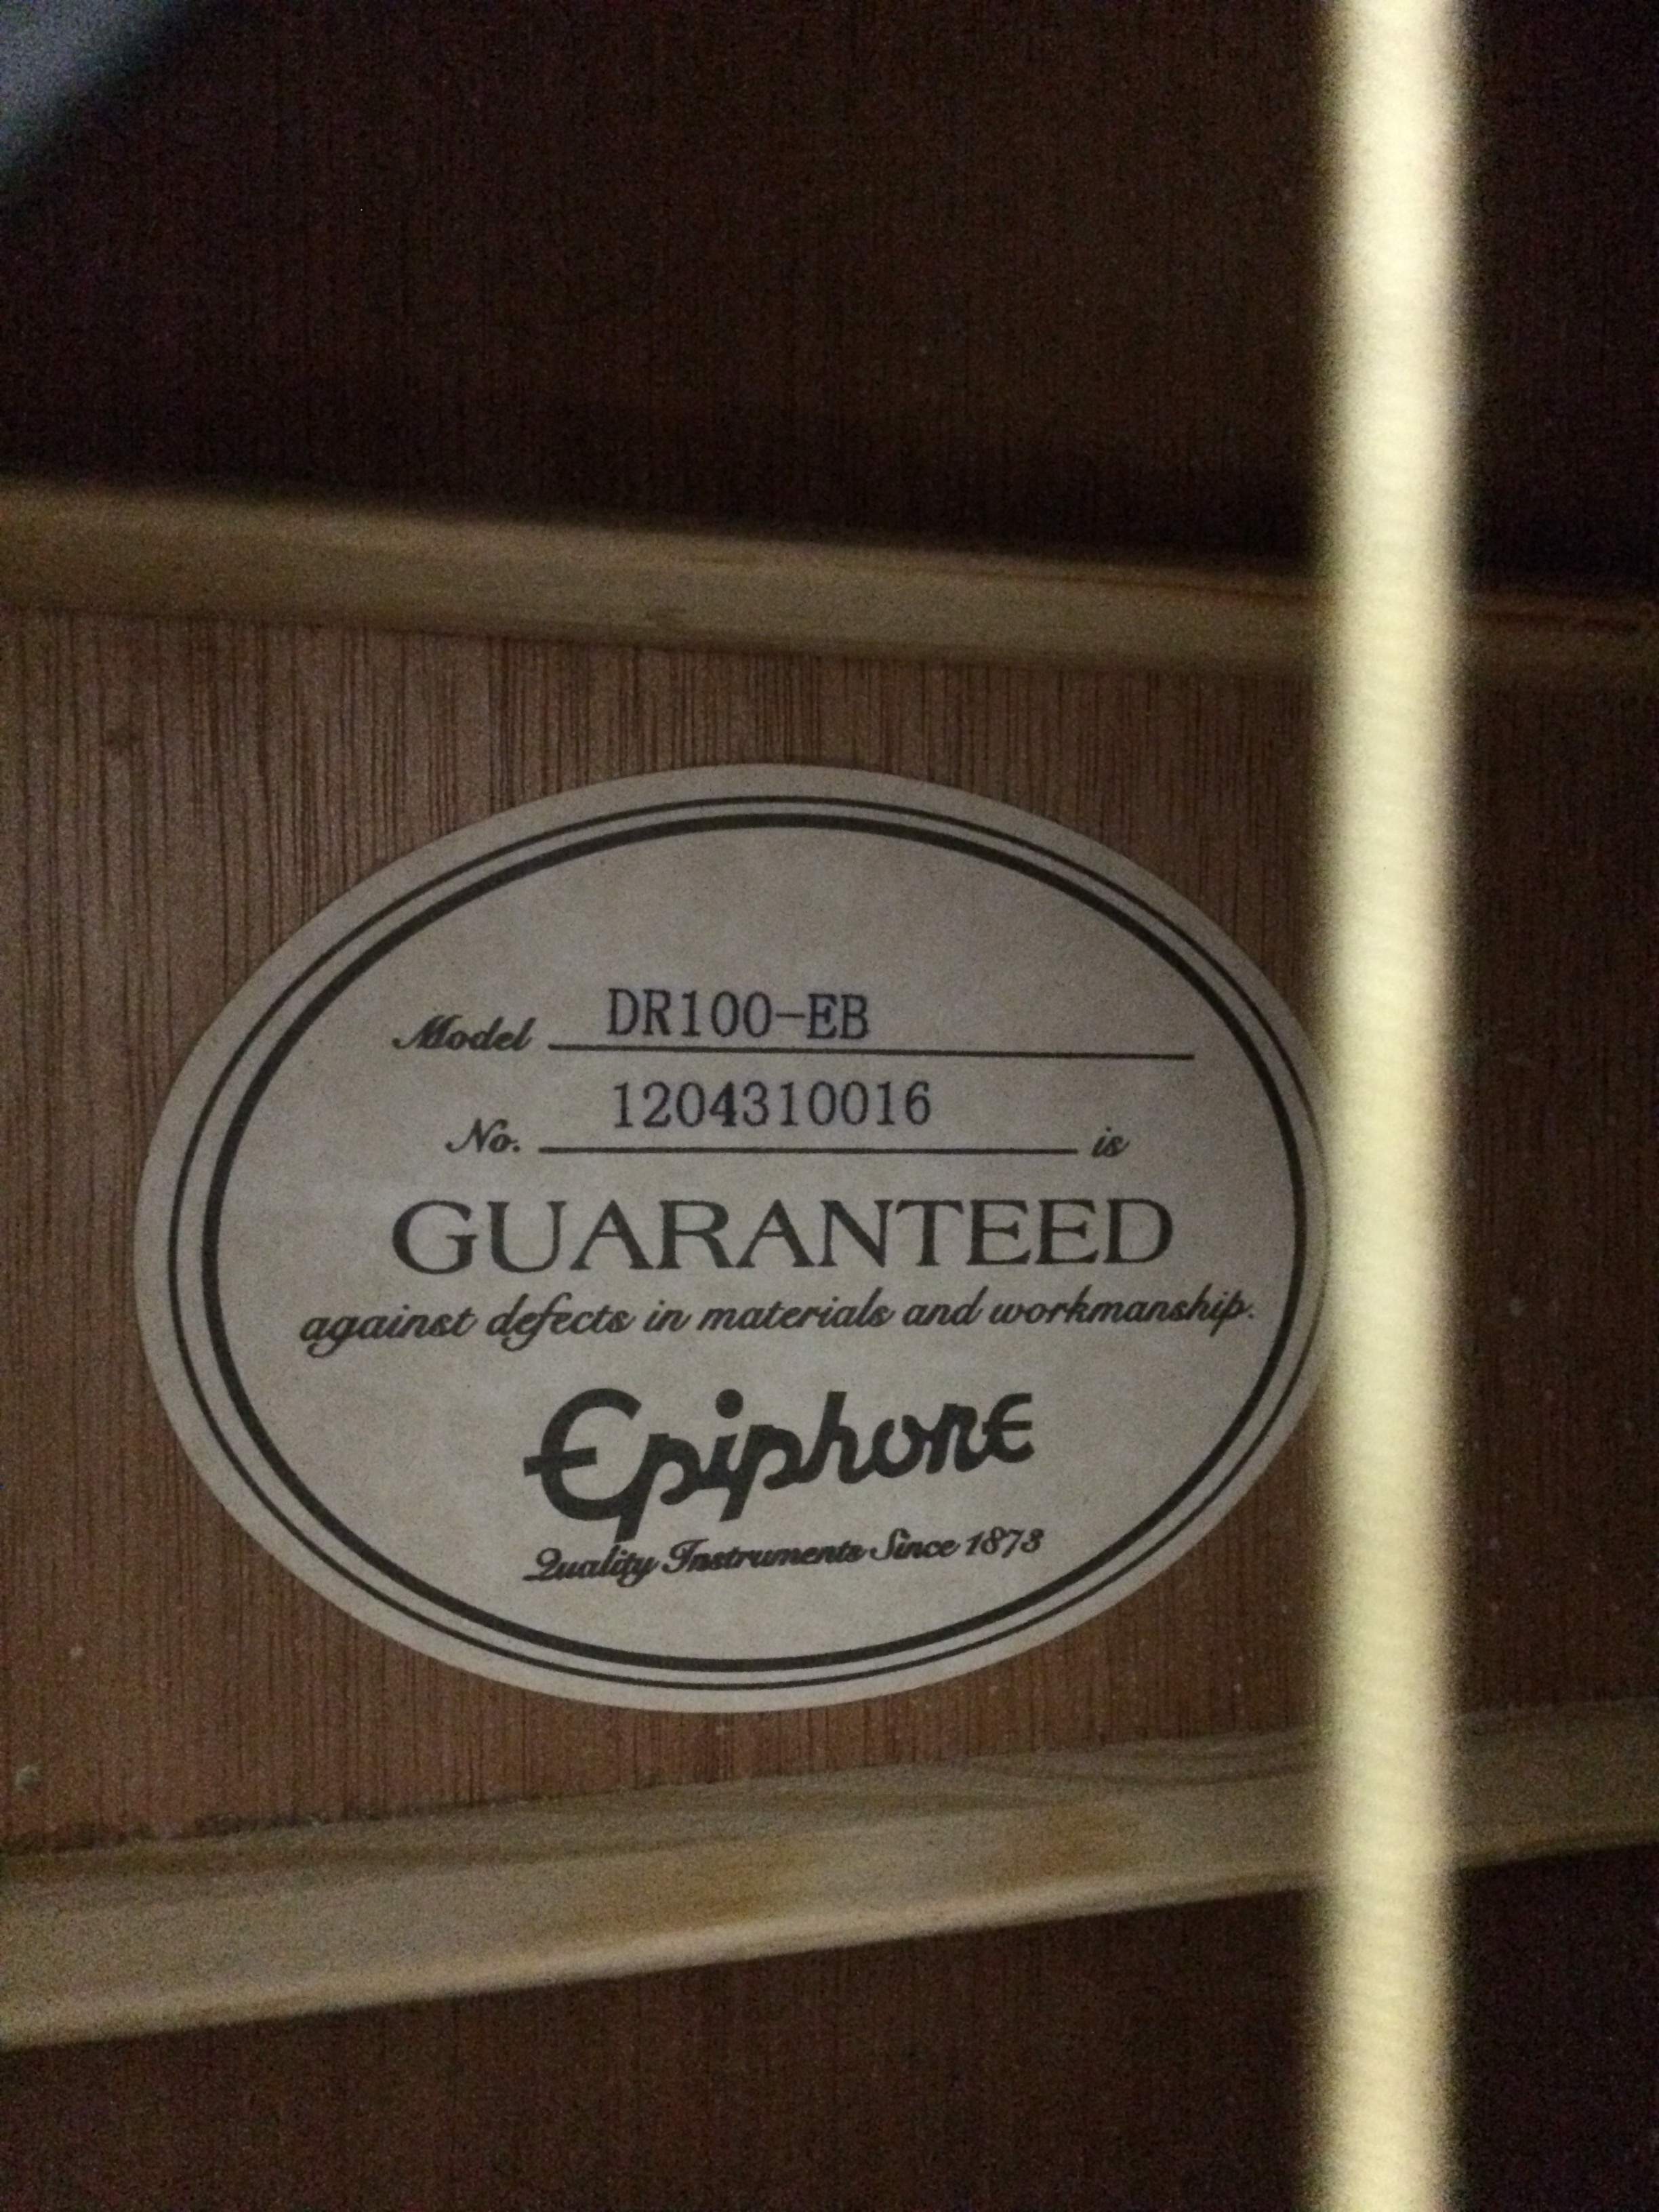 Model DR100-EB
No. 1204310016 is
GUARANTEED
against defects in materials and workmanship.
Epiphone
Quality Instruments Since 1873